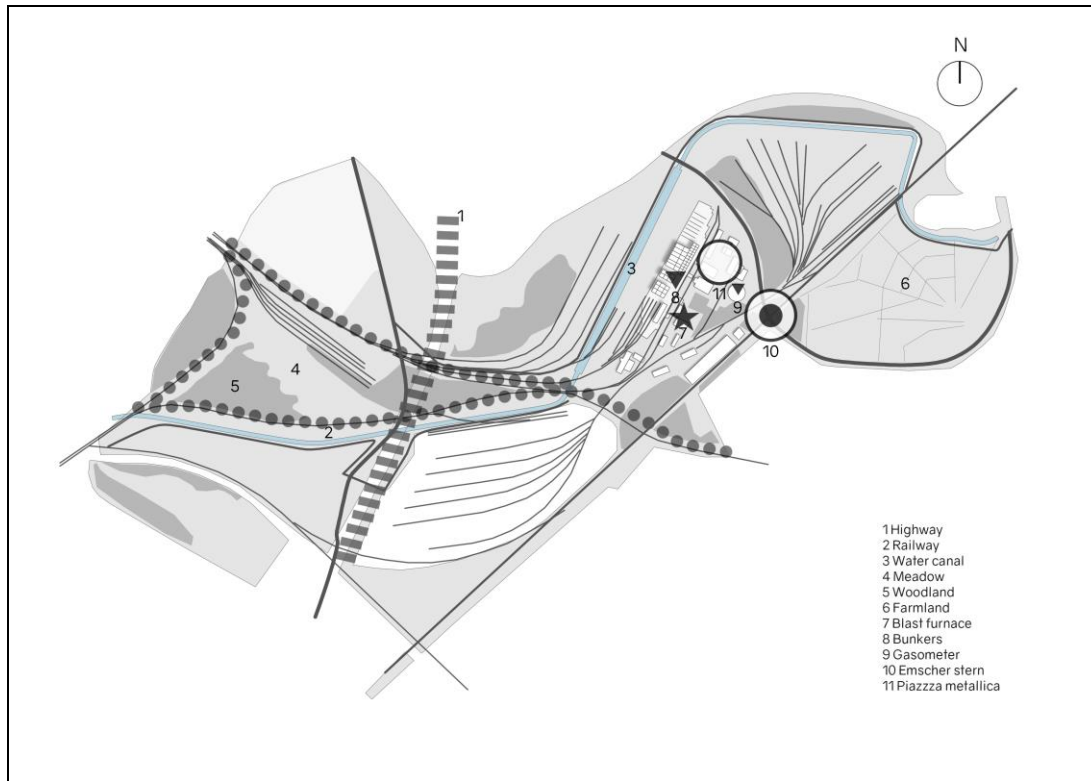 N
1
3
6
11
8
9
7
10
4
5
2
1 Highway
2 Railway
3 Water canal
4 Meadow
5 Woodland
6 Farmland
7 Blast furnace
8 Bunkers
9 Gasometer
10 Emscher stern
11 Piazzza metallica